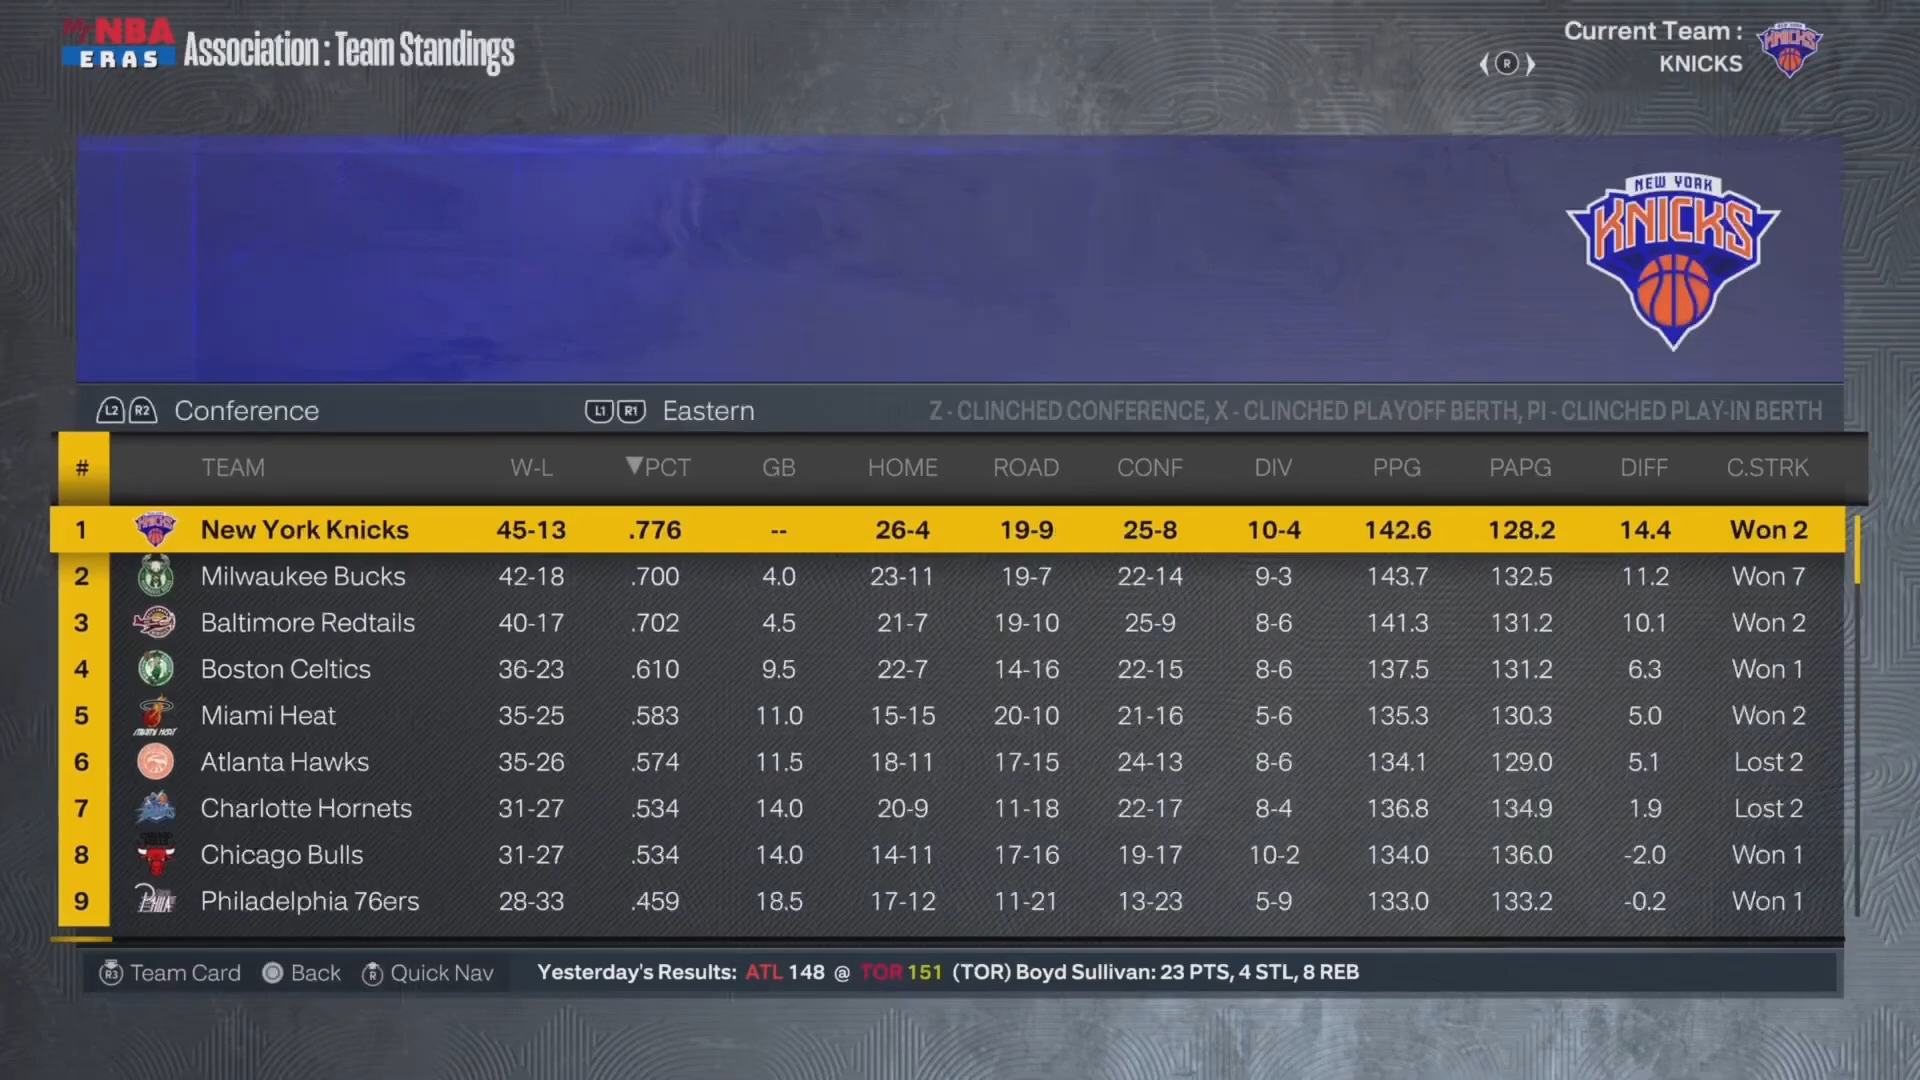 My NBA ERAS Association : Team Standings
Current Team :
KNICKS
R
NEW YORK
KNICKS
L2 R2 Conference L1 R1 Eastern Z - CLINCHED CONFERENCE, X - CLINCHED PLAYOFF BERTH, PI - CLINCHED PLAY-IN BERTH
# TEAM W-L ▼PCT GB HOME ROAD CONF DIV PPG PAPG DIFF C.STRK
1 New York Knicks 45-13 .776 -- 26-4 19-9 25-8 10-4 142.6 128.2 14.4 Won 2
2 Milwaukee Bucks 42-18 .700 4.0 23-11 19-7 22-14 9-3 143.7 132.5 11.2 Won 7
3 Baltimore Redtails 40-17 .702 4.5 21-7 19-10 25-9 8-6 141.3 131.2 10.1 Won 2
4 Boston Celtics 36-23 .610 9.5 22-7 14-16 22-15 8-6 137.5 131.2 6.3 Won 1
5 Miami Heat 35-25 .583 11.0 15-15 20-10 21-16 5-6 135.3 130.3 5.0 Won 2
6 Atlanta Hawks 35-26 .574 11.5 18-11 17-15 24-13 8-6 134.1 129.0 5.1 Lost 2
7 Charlotte Hornets 31-27 .534 14.0 20-9 11-18 22-17 8-4 136.8 134.9 1.9 Lost 2
8 Chicago Bulls 31-27 .534 14.0 14-11 17-16 19-17 10-2 134.0 136.0 -2.0 Won 1
9 Philadelphia 76ers 28-33 .459 18.5 17-12 11-21 13-23 5-9 133.0 133.2 -0.2 Won 1
R3 Team Card Back R Quick Nav Yesterday's Results: ATL 148 @ TOR 151 (TOR) Boyd Sullivan: 23 PTS, 4 STL, 8 REB